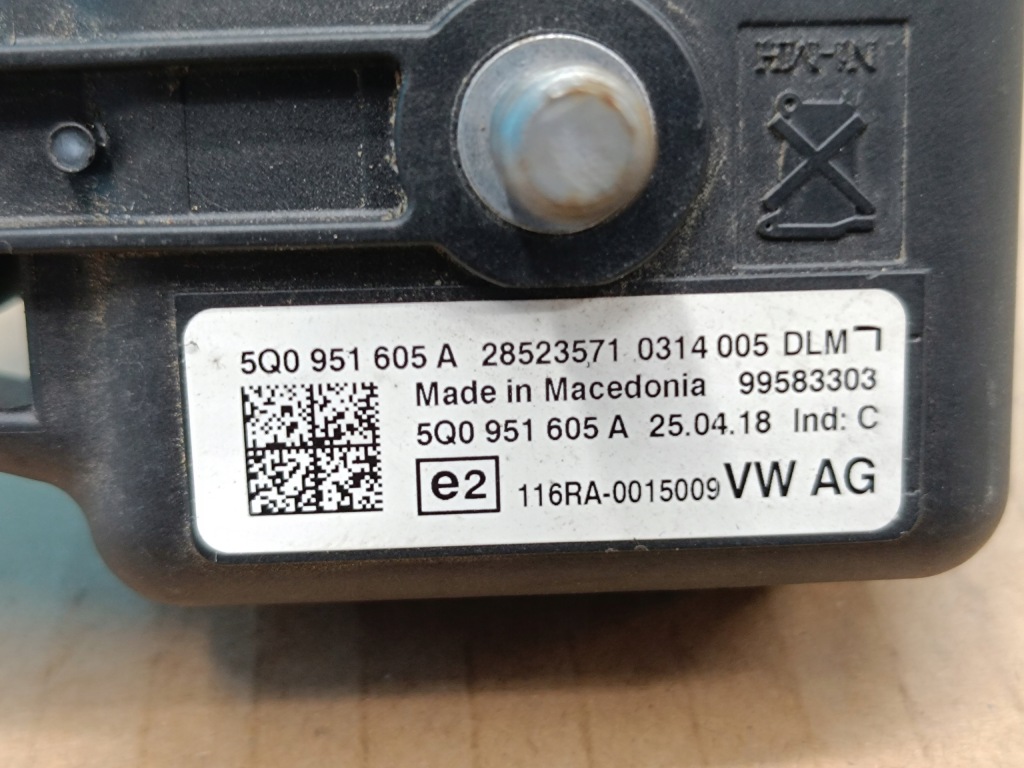 5Q0 951 605 A 28523571 0314 005 DLM
Made in Macedonia 99583303
5Q0 951 605 A 25.04.18 Ind: C
e2 116RA-0015009 VW AG